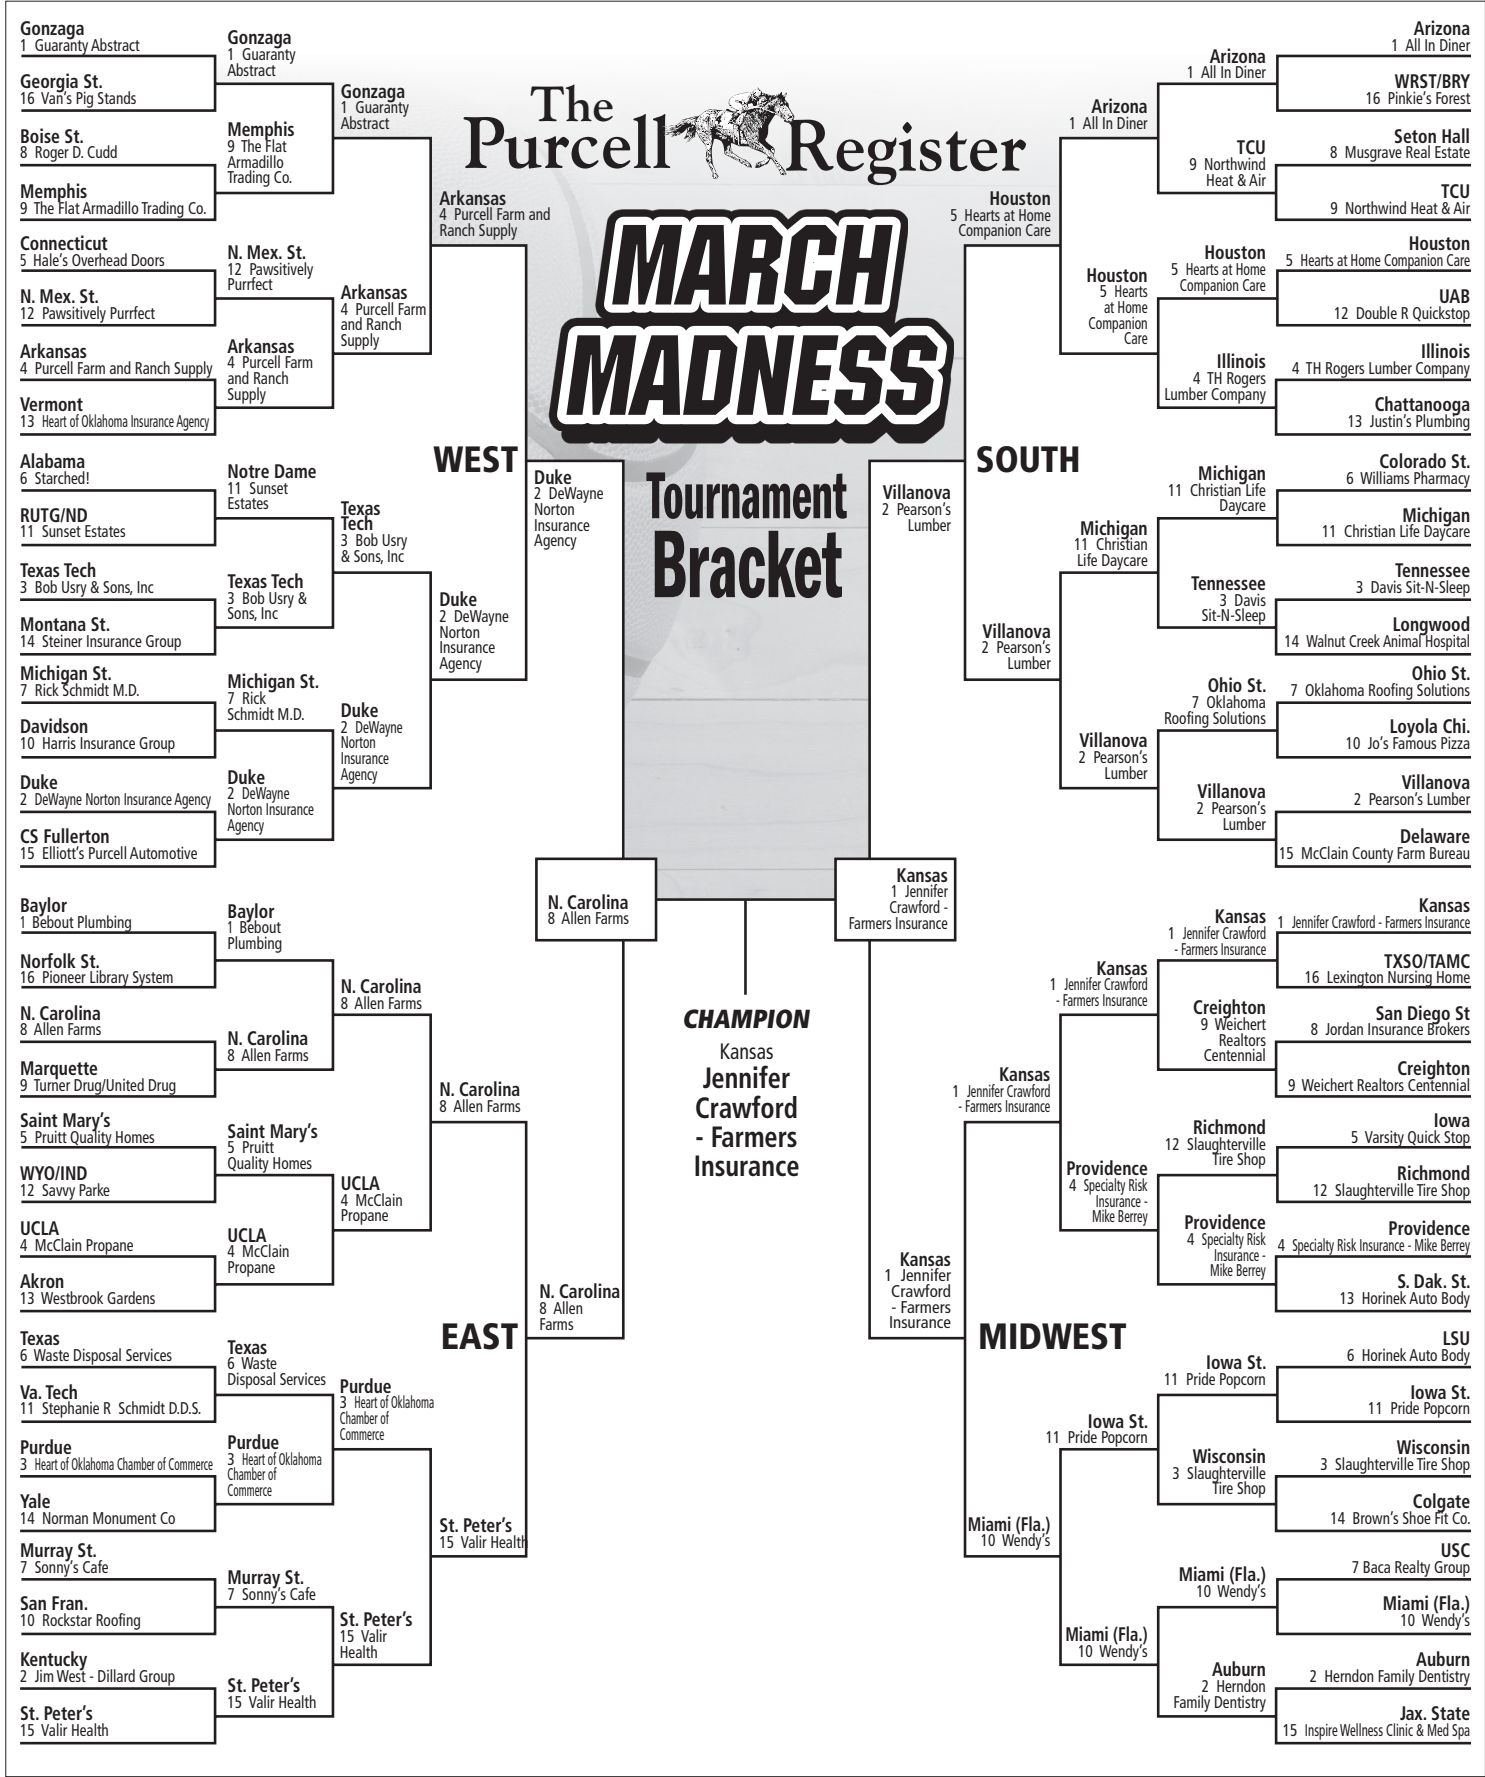 The
Purcell Register
MARCH
MADNESS
Tournament
Bracket
WEST
Gonzaga
1 Guaranty Abstract
Georgia St.
16 Van's Pig Stands
Boise St.
8 Roger D. Cudd
Memphis
9 The Flat Armadillo Trading Co.
Connecticut
5 Hale's Overhead Doors
N. Mex. St.
12 Pawsitively Purrfect
Arkansas
4 Purcell Farm and Ranch Supply
Vermont
13 Heart of Oklahoma Insurance Agency
Alabama
6 Starched!
RUTG/ND
11 Sunset Estates
Texas Tech
3 Bob Usry & Sons, Inc
Montana St.
14 Steiner Insurance Group
Michigan St.
7 Rick Schmidt M.D.
Davidson
10 Harris Insurance Group
Duke
2 DeWayne Norton Insurance Agency
CS Fullerton
15 Elliott's Purcell Automotive
Gonzaga
1 Guaranty
Abstract
Memphis
9 The Flat
Armadillo
Trading Co.
N. Mex. St.
12 Pawsitively
Purrfect
Arkansas
4 Purcell Farm
and Ranch
Supply
Notre Dame
11 Sunset
Estates
Texas Tech
3 Bob Usry &
Sons, Inc
Michigan St.
7 Rick
Schmidt M.D.
Duke
2 DeWayne
Norton Insurance
Agency
Gonzaga
1 Guaranty
Abstract
Arkansas
4 Purcell Farm
and Ranch
Supply
Texas
Tech
3 Bob Usry
& Sons, Inc
Duke
2 DeWayne
Norton
Insurance
Agency
Arkansas
4 Purcell Farm and
Ranch Supply
Duke
2 DeWayne
Norton
Insurance
Agency
Duke
2 DeWayne
Norton
Insurance
Agency
EAST
Baylor
1 Bebout Plumbing
Norfolk St.
16 Pioneer Library System
N. Carolina
8 Allen Farms
Marquette
9 Turner Drug/United Drug
Saint Mary's
5 Pruitt Quality Homes
WYO/IND
12 Savvy Parke
UCLA
4 McClain Propane
Akron
13 Westbrook Gardens
Texas
6 Waste Disposal Services
Va. Tech
11 Stephanie R Schmidt D.D.S.
Purdue
3 Heart of Oklahoma Chamber of Commerce
Yale
14 Norman Monument Co
Murray St.
7 Sonny's Cafe
San Fran.
10 Rockstar Roofing
Kentucky
2 Jim West - Dillard Group
St. Peter's
15 Valir Health
Baylor
1 Bebout
Plumbing
N. Carolina
8 Allen Farms
Saint Mary's
5 Pruitt
Quality Homes
UCLA
4 McClain
Propane
Texas
6 Waste
Disposal Services
Purdue
3 Heart of Oklahoma
Chamber of
Commerce
Murray St.
7 Sonny's Cafe
St. Peter's
15 Valir Health
N. Carolina
8 Allen Farms
UCLA
4 McClain
Propane
Purdue
3 Heart of Oklahoma
Chamber of
Commerce
St. Peter's
15 Valir
Health
N. Carolina
8 Allen Farms
St. Peter's
15 Valir Health
N. Carolina
8 Allen
Farms
N. Carolina
8 Allen Farms
Kansas
1 Jennifer
Crawford -
Farmers Insurance
CHAMPION
Kansas
Jennifer
Crawford
- Farmers
Insurance
SOUTH
Villanova
2 Pearson's
Lumber
Houston
5 Hearts at Home
Companion Care
Villanova
2 Pearson's
Lumber
Arizona
1 All In Diner
Houston
5 Hearts
at Home
Companion
Care
Michigan
11 Christian
Life Daycare
Villanova
2 Pearson's
Lumber
Arizona
1 All In Diner
TCU
9 Northwind
Heat & Air
Houston
5 Hearts at Home
Companion Care
Illinois
4 TH Rogers
Lumber Company
Michigan
11 Christian Life
Daycare
Tennessee
3 Davis
Sit-N-Sleep
Ohio St.
7 Oklahoma
Roofing Solutions
Villanova
2 Pearson's
Lumber
Arizona
1 All In Diner
WRST/BRY
16 Pinkie's Forest
Seton Hall
8 Musgrave Real Estate
TCU
9 Northwind Heat & Air
Houston
5 Hearts at Home Companion Care
UAB
12 Double R Quickstop
Illinois
4 TH Rogers Lumber Company
Chattanooga
13 Justin's Plumbing
Colorado St.
6 Williams Pharmacy
Michigan
11 Christian Life Daycare
Tennessee
3 Davis Sit-N-Sleep
Longwood
14 Walnut Creek Animal Hospital
Ohio St.
7 Oklahoma Roofing Solutions
Loyola Chi.
10 Jo's Famous Pizza
Villanova
2 Pearson's Lumber
Delaware
15 McClain County Farm Bureau
MIDWEST
Kansas
1 Jennifer
Crawford
- Farmers
Insurance
Kansas
1 Jennifer Crawford
- Farmers Insurance
Miami (Fla.)
10 Wendy's
Kansas
1 Jennifer Crawford
- Farmers Insurance
Providence
4 Specialty Risk
Insurance -
Mike Berrey
Iowa St.
11 Pride Popcorn
Miami (Fla.)
10 Wendy's
Kansas
1 Jennifer Crawford
- Farmers Insurance
Creighton
9 Weichert
Realtors
Centennial
Richmond
12 Slaughterville
Tire Shop
Providence
4 Specialty Risk
Insurance -
Mike Berrey
Iowa St.
11 Pride Popcorn
Wisconsin
3 Slaughterville
Tire Shop
Miami (Fla.)
10 Wendy's
Auburn
2 Herndon
Family Dentistry
Kansas
1 Jennifer Crawford - Farmers Insurance
TXSO/TAMC
16 Lexington Nursing Home
San Diego St
8 Jordan Insurance Brokers
Creighton
9 Weichert Realtors Centennial
Iowa
5 Varsity Quick Stop
Richmond
12 Slaughterville Tire Shop
Providence
4 Specialty Risk Insurance - Mike Berrey
S. Dak. St.
13 Horinek Auto Body
LSU
6 Horinek Auto Body
Iowa St.
11 Pride Popcorn
Wisconsin
3 Slaughterville Tire Shop
Colgate
14 Brown's Shoe Fit Co.
USC
7 Baca Realty Group
Miami (Fla.)
10 Wendy's
Auburn
2 Herndon Family Dentistry
Jax. State
15 Inspire Wellness Clinic & Med Spa